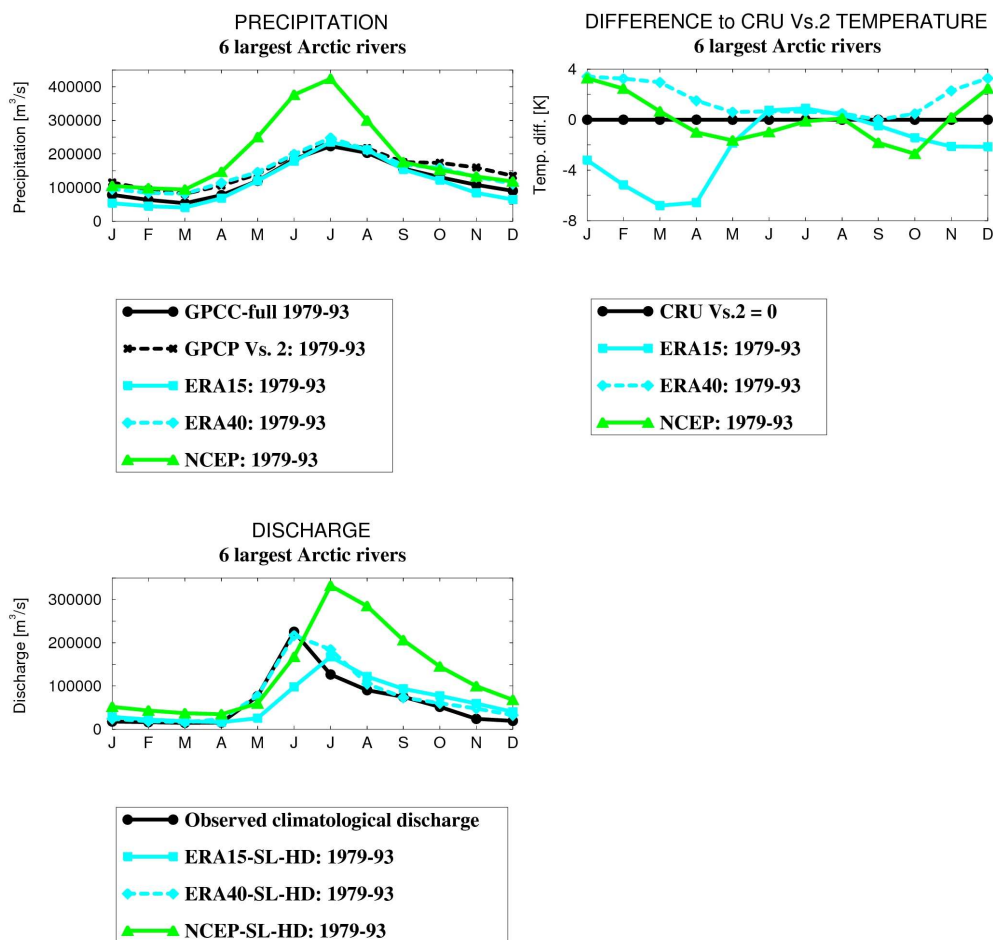 PRECIPITATION
6 largest Arctic rivers
Precipitation [m³/s]
400000
300000
200000
100000
0
J F M A M J J A S O N D
DIFFERENCE to CRU Vs.2 TEMPERATURE
6 largest Arctic rivers
Temp. diff. [K]
4
0
-4
-8
J F M A M J J A S O N D
GPCC-full 1979-93
GPCP Vs. 2: 1979-93
ERA15: 1979-93
ERA40: 1979-93
NCEP: 1979-93
CRU Vs.2 = 0
ERA15: 1979-93
ERA40: 1979-93
NCEP: 1979-93
DISCHARGE
6 largest Arctic rivers
Discharge [m³/s]
300000
200000
100000
0
J F M A M J J A S O N D
Observed climatological discharge
ERA15-SL-HD: 1979-93
ERA40-SL-HD: 1979-93
NCEP-SL-HD: 1979-93